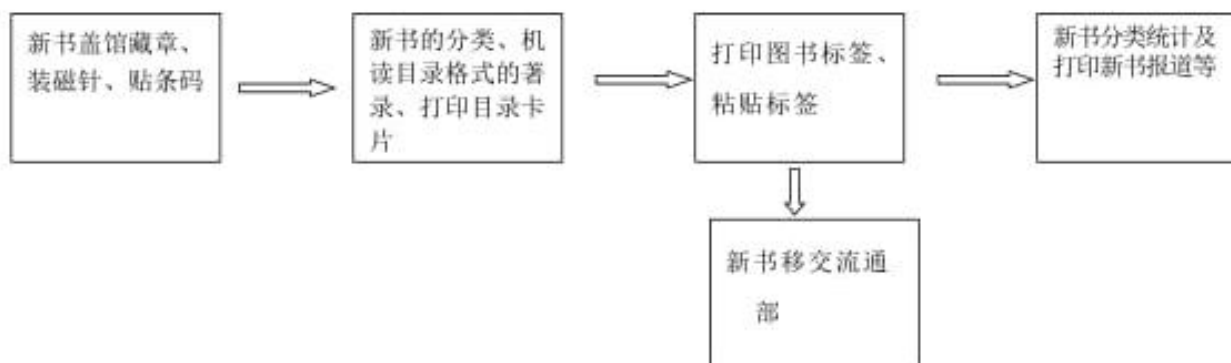 新书盖馆藏章、
装磁针、贴条码
新书的分类、机
读目录格式的著
录、打印目录卡
片
打印图书标签、
粘贴标签
新书分类统计及
打印新书报道等
新书移交流通
部